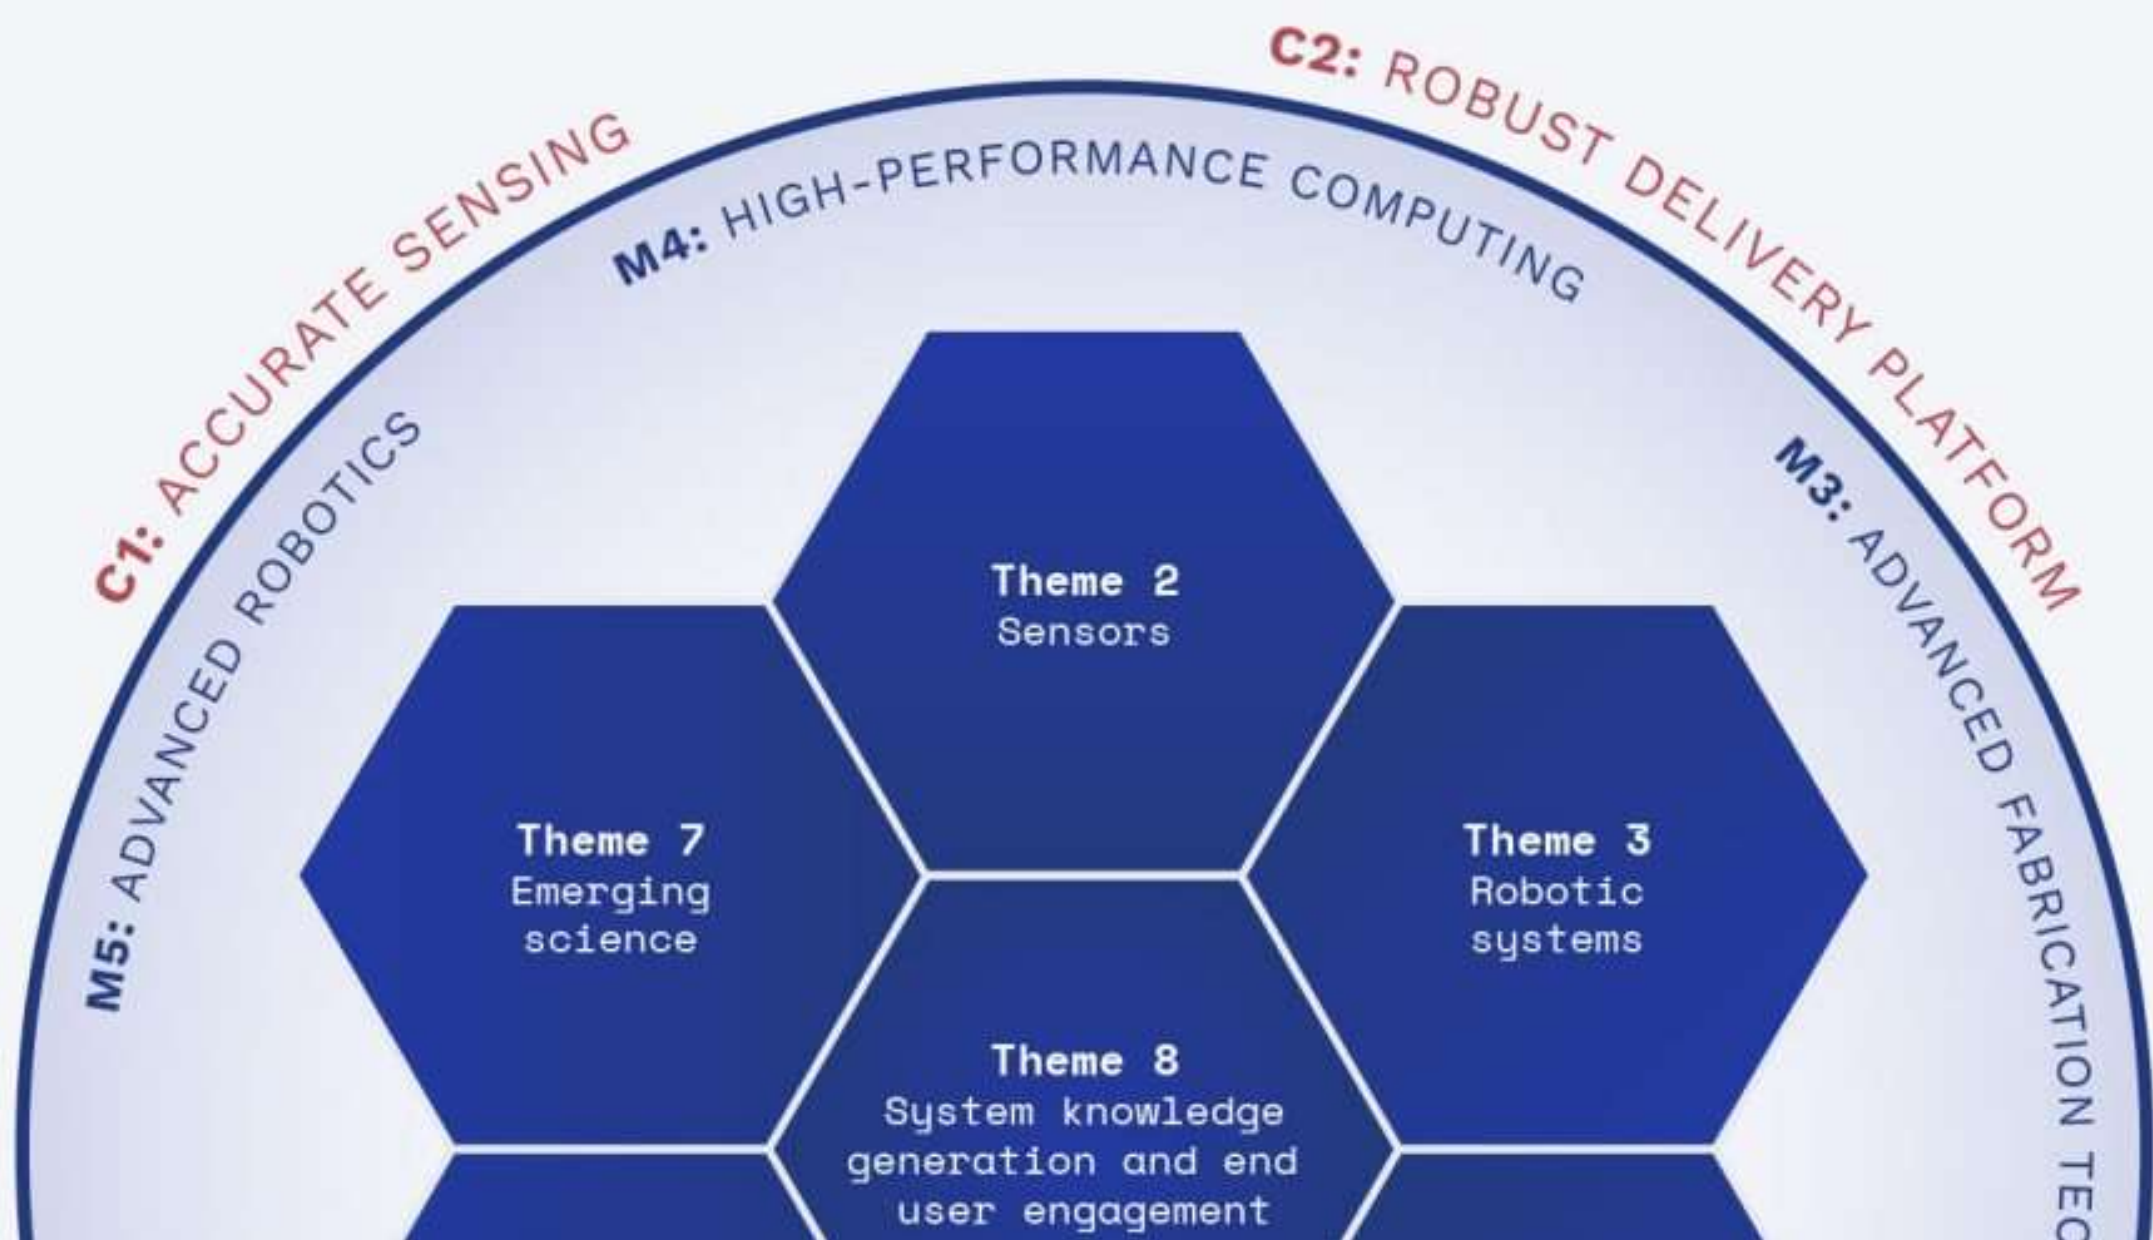 C1: ACCURATE SENSING
C2: ROBUST DELIVERY PLATFORM
M4: HIGH-PERFORMANCE COMPUTING
M5: ADVANCED ROBOTICS
M3: ADVANCED FABRICATION TEC
Theme 2
Sensors
Theme 7
Emerging
science
Theme 3
Robotic
systems
Theme 8
System knowledge
generation and end
user engagement